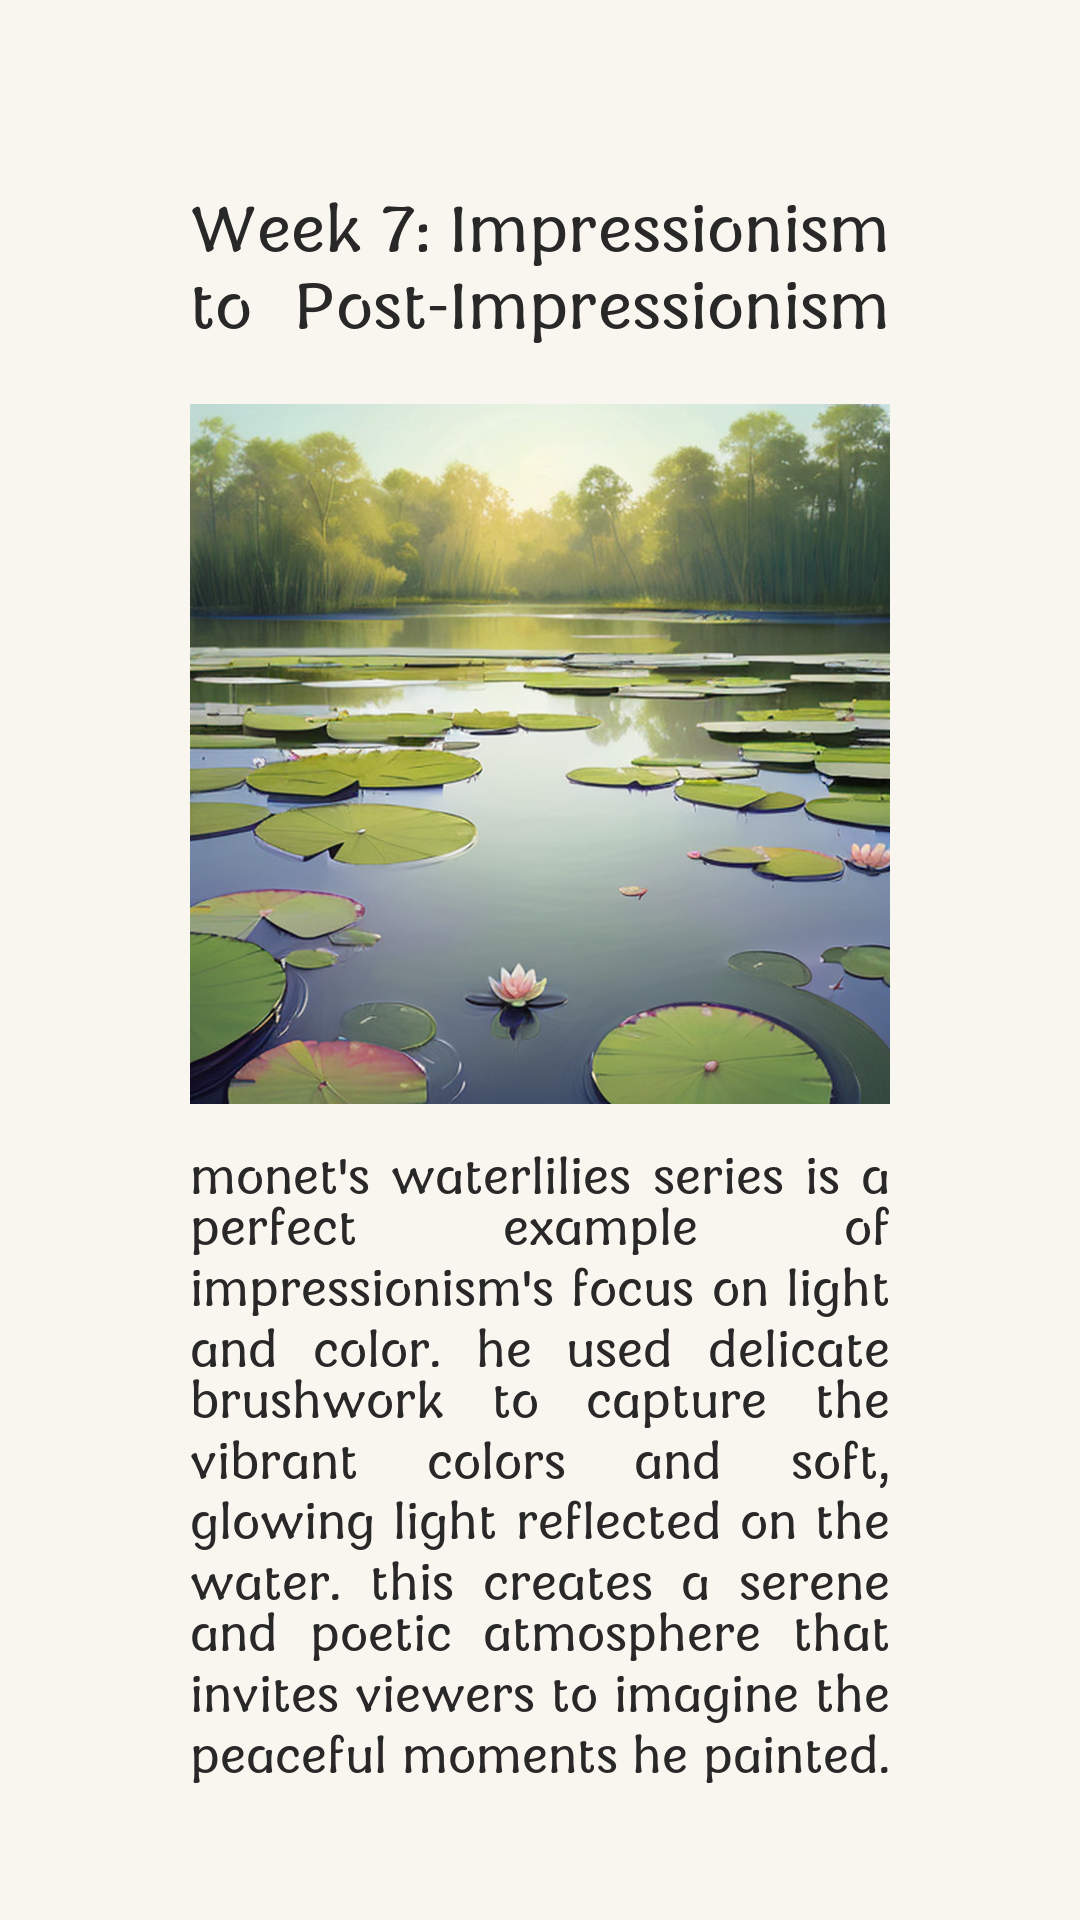 Week 7: Impressionism
to Post-Impressionism
monet's waterlilies series is a
perfect example of
impressionism's focus on light
and color. he used delicate
brushwork to capture the
vibrant colors and soft,
glowing light reflected on the
water. this creates a serene
and poetic atmosphere that
invites viewers to imagine the
peaceful moments he painted.